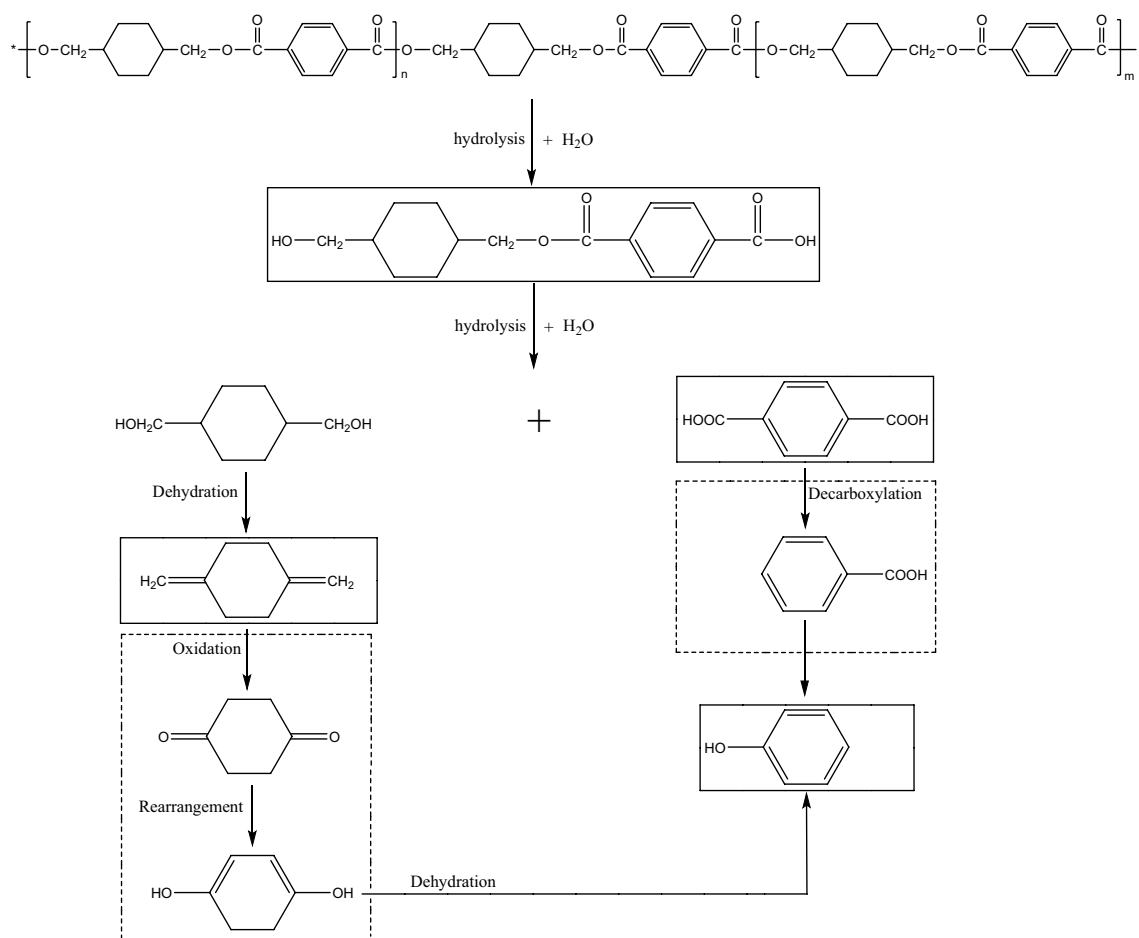 * O—CH₂ CH₂—O—C O C O n O—CH₂ CH₂—O—C O C O O—CH₂ CH₂—O—C O C O m
hydrolysis + H₂O
HO—CH₂ CH₂—O—C O C O OH
hydrolysis + H₂O
HOH₂C CH₂OH + HOOC COOH
Dehydration
Decarboxylation
H₂C CH₂
COOH
Oxidation
O O
HO
Rearrangement
HO OH
Dehydration